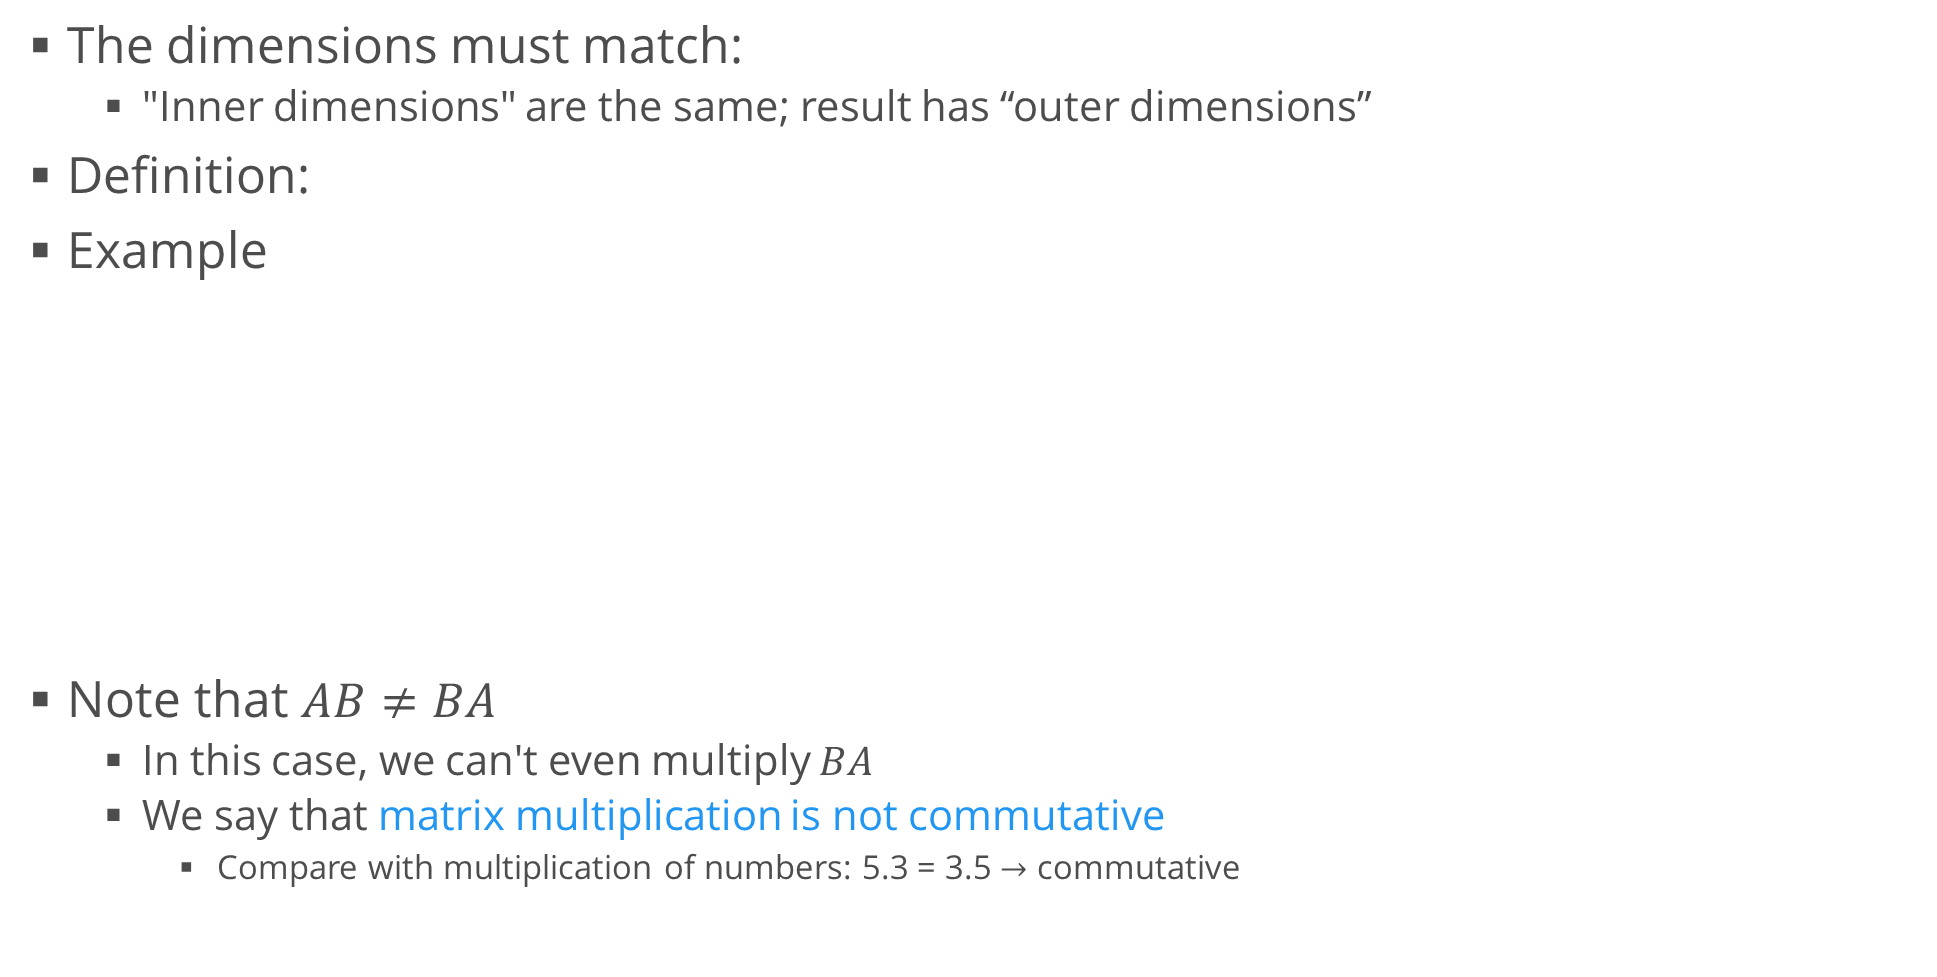 ▪ The dimensions must match:
▪ "Inner dimensions" are the same; result has “outer dimensions”
▪ Definition:
▪ Example
▪ Note that AB ≠ BA
▪ In this case, we can't even multiply BA
▪ We say that matrix multiplication is not commutative
▪ Compare with multiplication of numbers: 5.3 = 3.5 → commutative